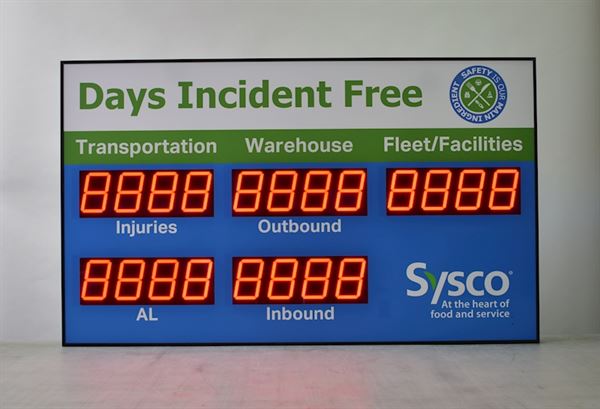 Days Incident Free
SAFETY IS OUR MAIN INGREDIENT
Transportation Warehouse Fleet/Facilities
8888 8888 8888
Injuries Outbound
8888 8888
AL Inbound
Sysco®
At the heart of
food and service